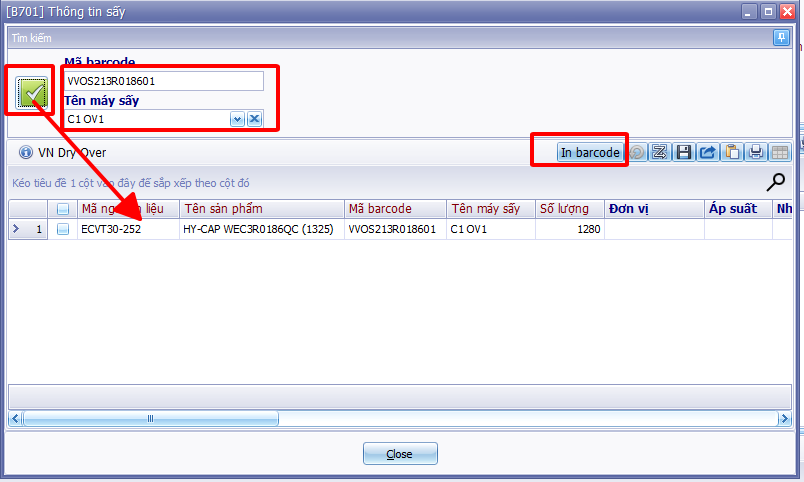 [B701] Thông tin sấy
Tìm kiếm
Mã barcode
VVOS213R018601
Tên máy sấy
C1 OV1
VN Dry Over
In barcode
Kéo tiêu đề 1 cột vào đây để sắp xếp theo cột đó
Mã nguyên liệu Tên sản phẩm Mã barcode Tên máy sấy Số lượng Đơn vị Áp suất Nh
1 ECVT30-252 HY-CAP WEC3R0186QC (1325) VVOS213R018601 C1 OV1 1280
Close